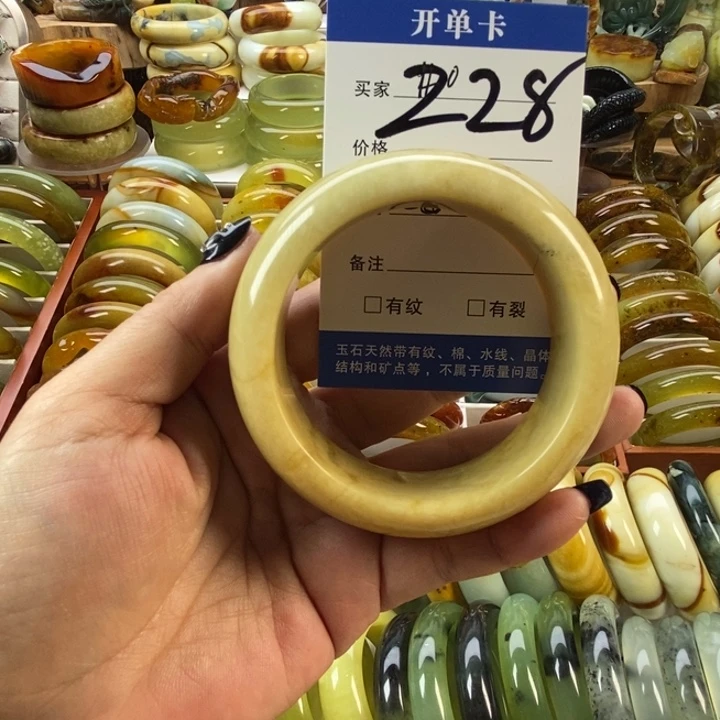 开单卡
买家 228
价格
备注
□有纹 □有裂
玉石天然带有纹、棉、水线、晶体
结构和矿点等，不属于质量问题。